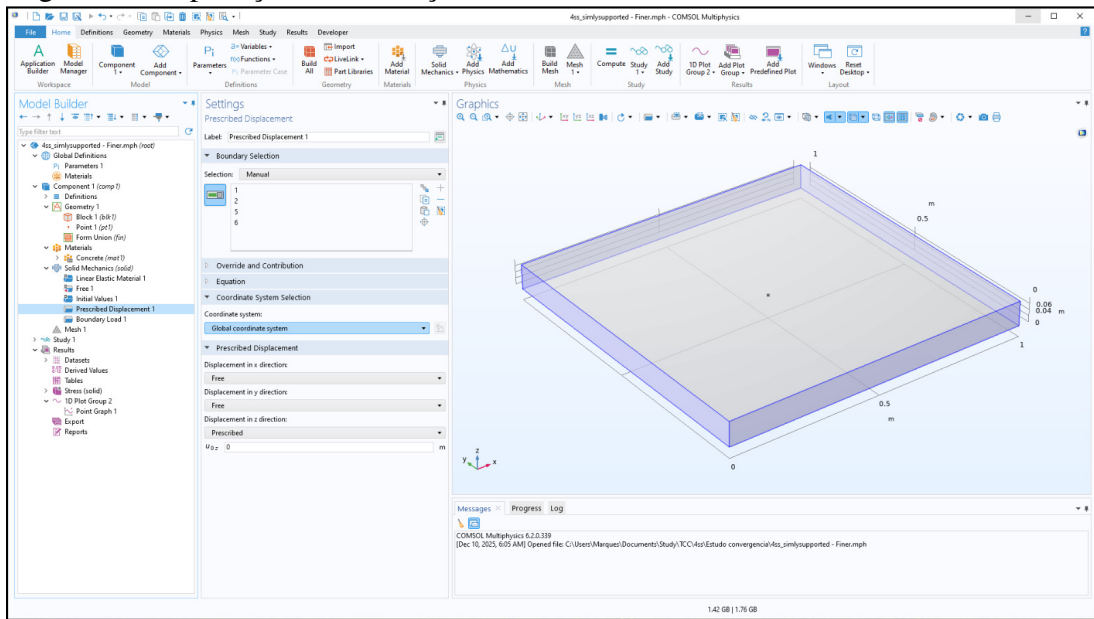 4ss_simlysupported - Finer.mph - COMSOL Multiphysics
File Home Definitions Geometry Materials Physics Mesh Study Results Developer
Application Builder
Model Manager
Workspace
Component 1
Add Component
Model
Parameters
a= Variables
f(x) Functions
Pi Parameter Case
Definitions
Build All
Import
LiveLink
Part Libraries
Geometry
Add Material
Materials
Solid Mechanics
Add Physics
Add Mathematics
Physics
Build Mesh
Mesh 1
Mesh
Compute
Study 1
Add Study
Study
1D Plot Group 2
Add Plot Group
Add Predefined Plot
Results
Windows
Reset Desktop
Layout
Model Builder
Type filter text
4ss_simlysupported - Finer.mph (root)
Global Definitions
Pi Parameters 1
Materials
Component 1 (comp1)
Definitions
Geometry 1
Block 1 (blk1)
Point 1 (pt1)
Form Union (fin)
Materials
Concrete (mat1)
Solid Mechanics (solid)
Linear Elastic Material 1
Free 1
Initial Values 1
Prescribed Displacement 1
Boundary Load 1
Mesh 1
Study 1
Results
Datasets
Derived Values
Tables
Stress (solid)
1D Plot Group 2
Point Graph 1
Export
Reports
Settings
Prescribed Displacement
Label: Prescribed Displacement 1
Boundary Selection
Selection: Manual
1
2
5
6
Override and Contribution
Equation
Coordinate System Selection
Coordinate system:
Global coordinate system
Prescribed Displacement
Displacement in x direction:
Free
Displacement in y direction:
Free
Displacement in z direction:
Prescribed
u0z 0 m
Graphics
1
m
0.5
0
0.06
0.04 m
0
1
0.5
m
0
z
y x
Messages Progress Log
COMSOL Multiphysics 6.2.0.339
[Dec 10, 2025, 6:05 AM] Opened file: C:\Users\Marques\Documents\Study\TCC\4ss\Estudo convergencia\4ss_simlysupported - Finer.mph
1.42 GB | 1.76 GB